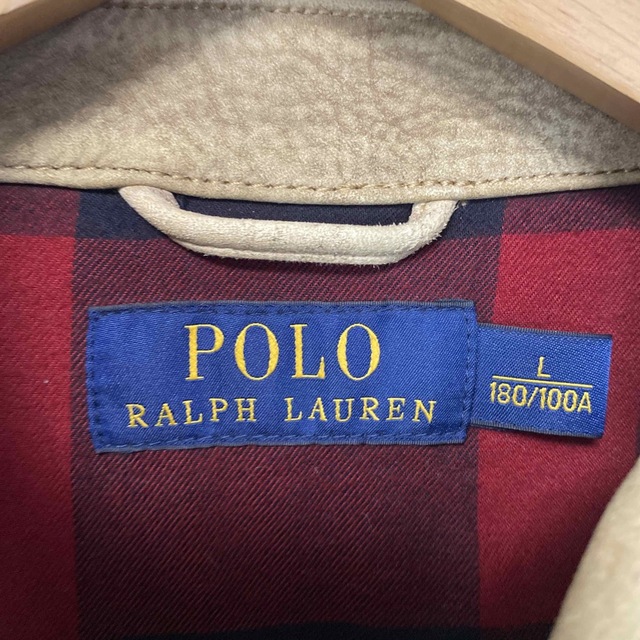 POLO
RALPH LAUREN
L
180/100A